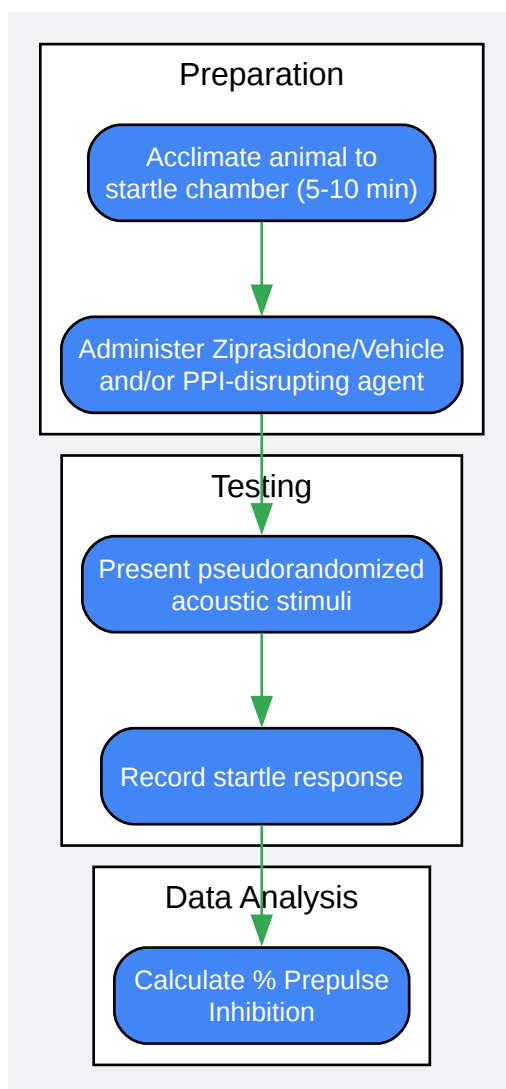 Preparation
Acclimate animal to
startle chamber (5-10 min)
Administer Ziprasidone/Vehicle
and/or PPI-disrupting agent
Testing
Present pseudorandomized
acoustic stimuli
Record startle response
Data Analysis
Calculate % Prepulse
Inhibition